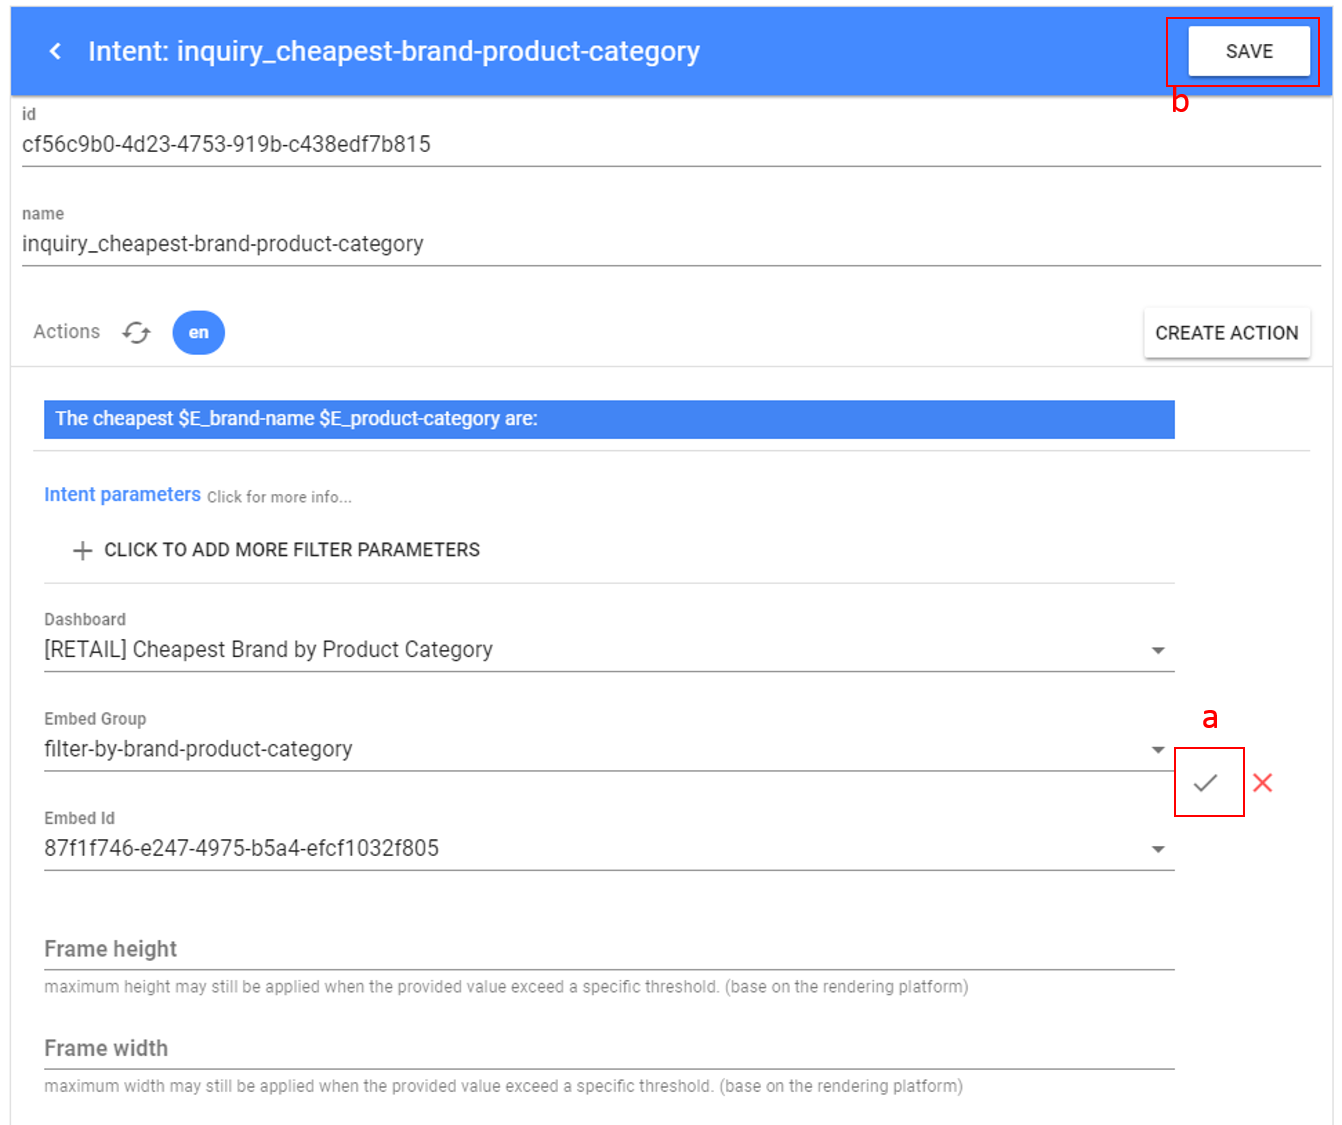 Intent: inquiry_cheapest-brand-product-category
SAVE
b
id
cf56c9b0-4d23-4753-919b-c438edf7b815
name
inquiry_cheapest-brand-product-category
Actions
en
CREATE ACTION
The cheapest $E_brand-name $E_product-category are:
Intent parameters Click for more info...
CLICK TO ADD MORE FILTER PARAMETERS
Dashboard
[RETAIL] Cheapest Brand by Product Category
Embed Group
a
filter-by-brand-product-category
Embed Id
87f1f746-e247-4975-b5a4-efcf1032f805
Frame height
maximum height may still be applied when the provided value exceed a specific threshold. (base on the rendering platform)
Frame width
maximum width may still be applied when the provided value exceed a specific threshold. (base on the rendering platform)